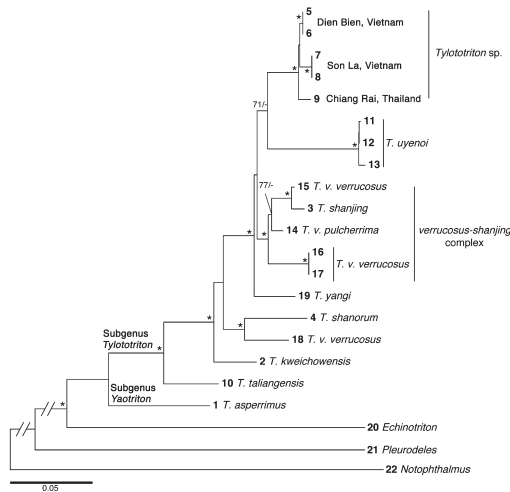 5
Dien Bien, Vietnam
6
Tylototriton sp.
7
Son La, Vietnam
8
9 Chiang Rai, Thailand
71/-
11
12 T. uyenoi
13
77/-
15 T. v. verrucosus
3 T. shanjing
14 T. v. pulcherrima
verrucosus-shanjing
complex
16
T. v. verrucosus
17
19 T. yangi
4 T. shanorum
18 T. v. verrucosus
2 T. kweichowensis
Subgenus
Tylototriton
10 T. taliangensis
Subgenus
Yaotriton
1 T. asperrimus
20 Echinotriton
21 Pleurodeles
22 Notophthalmus
0.05